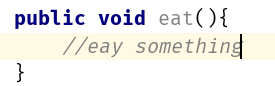 public void eat(){
//eay something
}